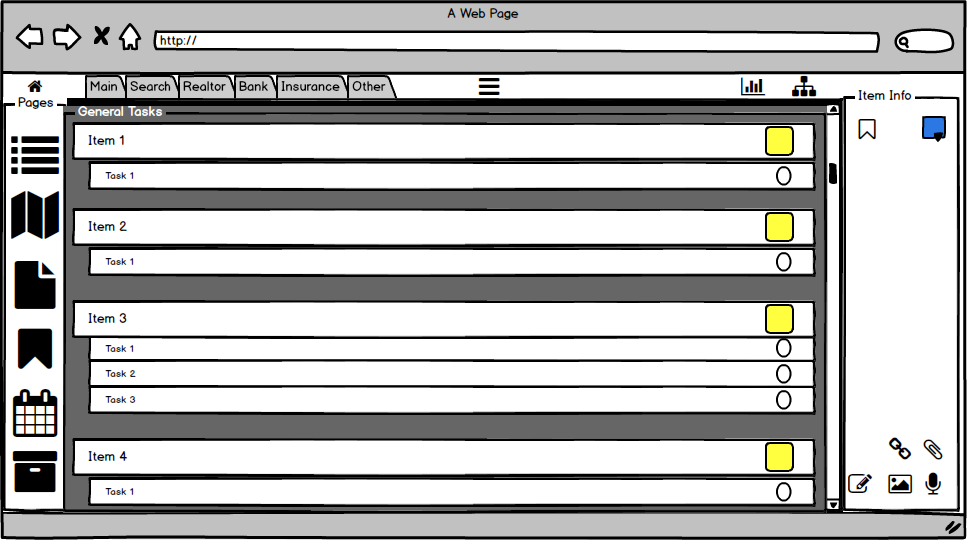 A Web Page
http://
Main Search Realtor Bank Insurance Other
Pages
General Tasks
Item 1
Task 1
Item 2
Task 1
Item 3
Task 1
Task 2
Task 3
Item 4
Task 1
Item Info